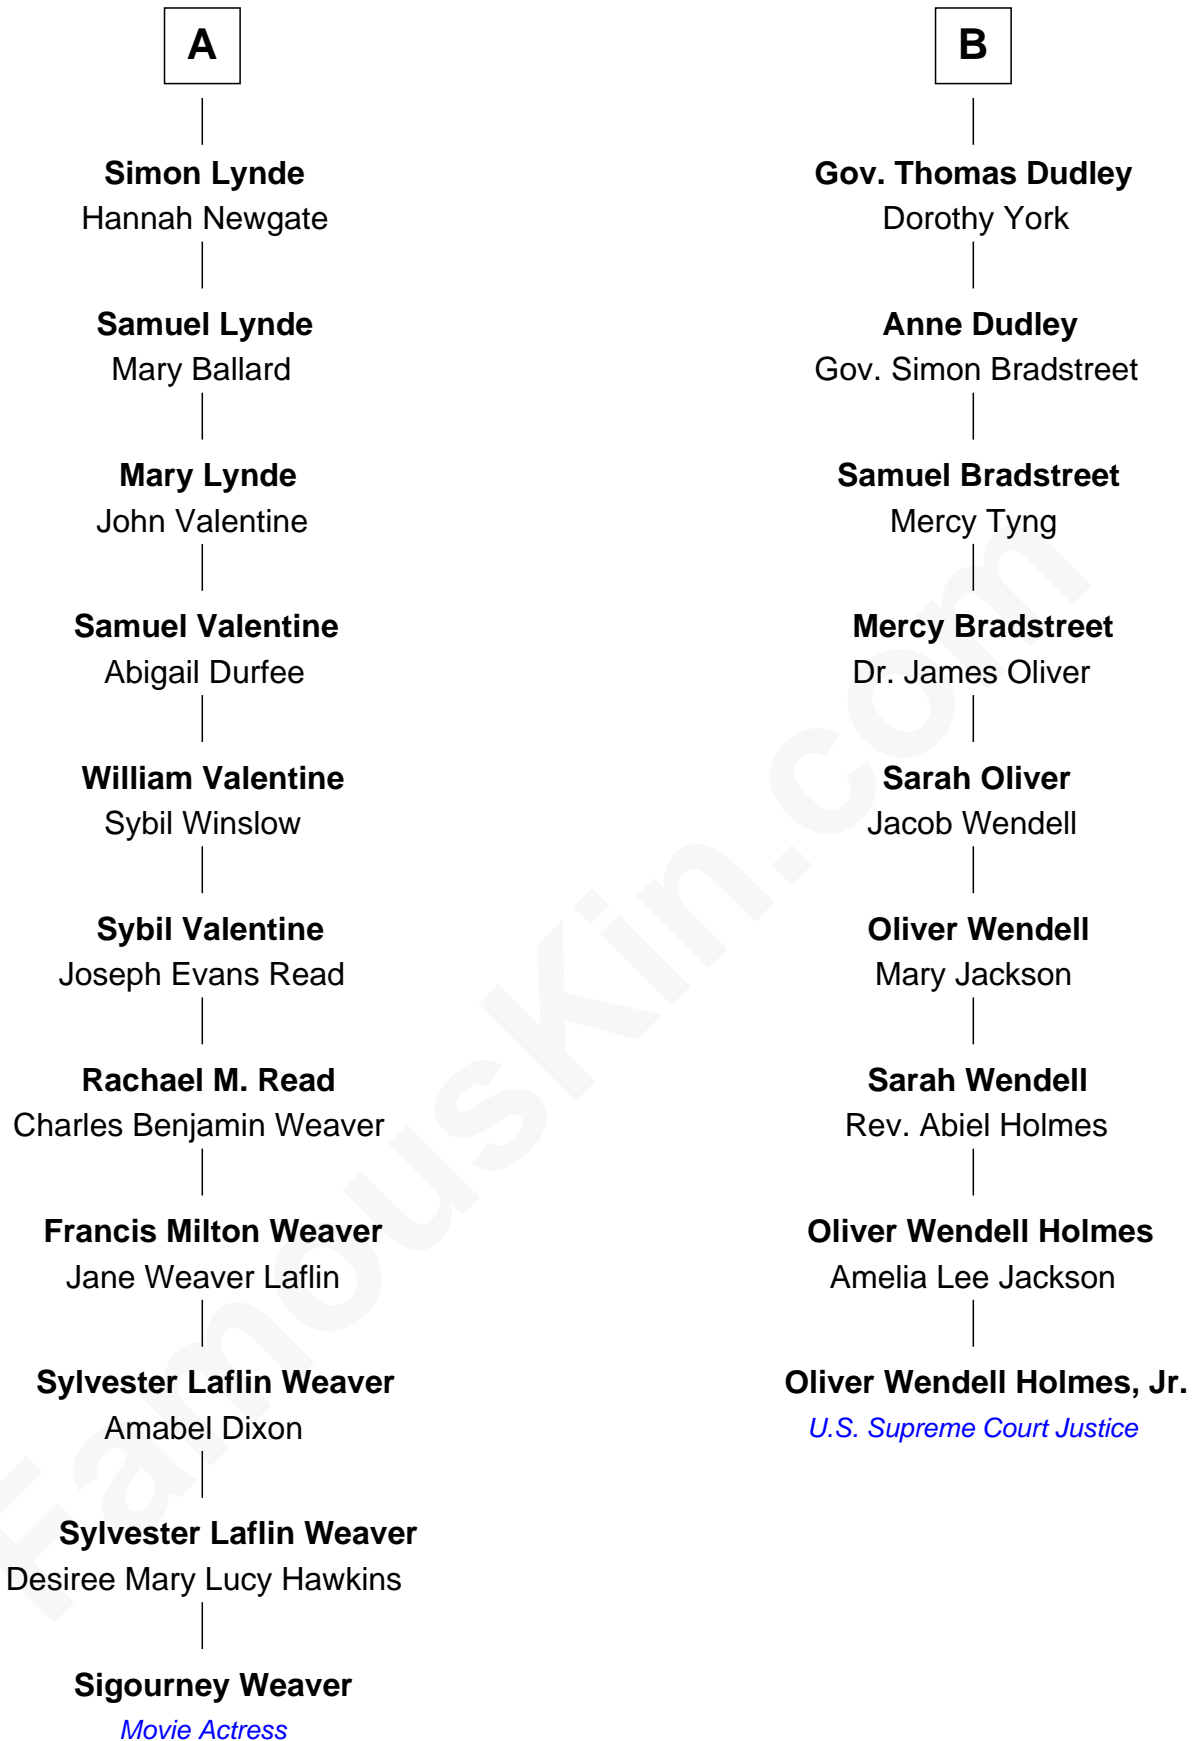 A
Simon Lynde
Hannah Newgate
Samuel Lynde
Mary Ballard
Mary Lynde
John Valentine
Samuel Valentine
Abigail Durfee
William Valentine
Sybil Winslow
Sybil Valentine
Joseph Evans Read
Rachael M. Read
Charles Benjamin Weaver
Francis Milton Weaver
Jane Weaver Laflin
Sylvester Laflin Weaver
Amabel Dixon
Sylvester Laflin Weaver
Desiree Mary Lucy Hawkins
Sigourney Weaver
Movie Actress
B
Gov. Thomas Dudley
Dorothy York
Anne Dudley
Gov. Simon Bradstreet
Samuel Bradstreet
Mercy Tyng
Mercy Bradstreet
Dr. James Oliver
Sarah Oliver
Jacob Wendell
Oliver Wendell
Mary Jackson
Sarah Wendell
Rev. Abiel Holmes
Oliver Wendell Holmes
Amelia Lee Jackson
Oliver Wendell Holmes, Jr.
U.S. Supreme Court Justice
FamousKin.com